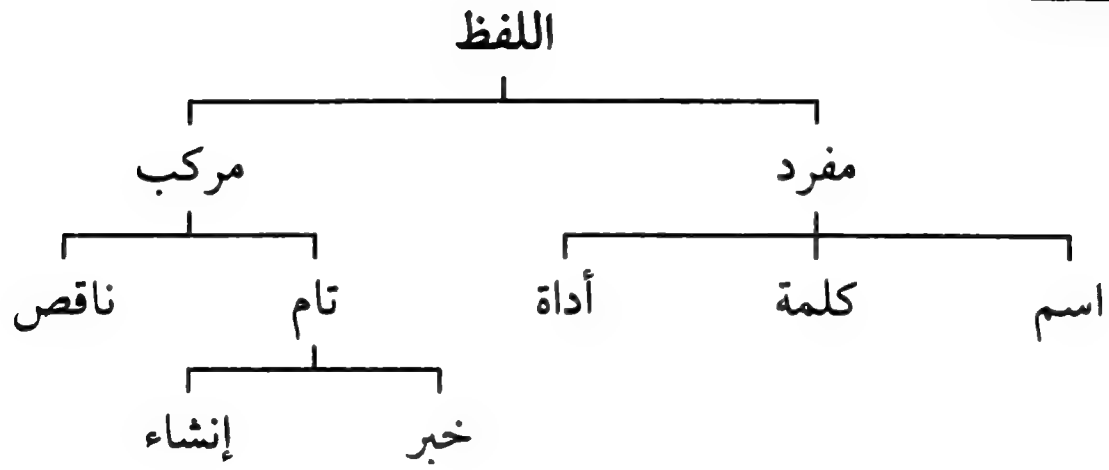 اللفظ
مفرد مركب
اسم كلمة أداة تام ناقص
خبر إنشاء